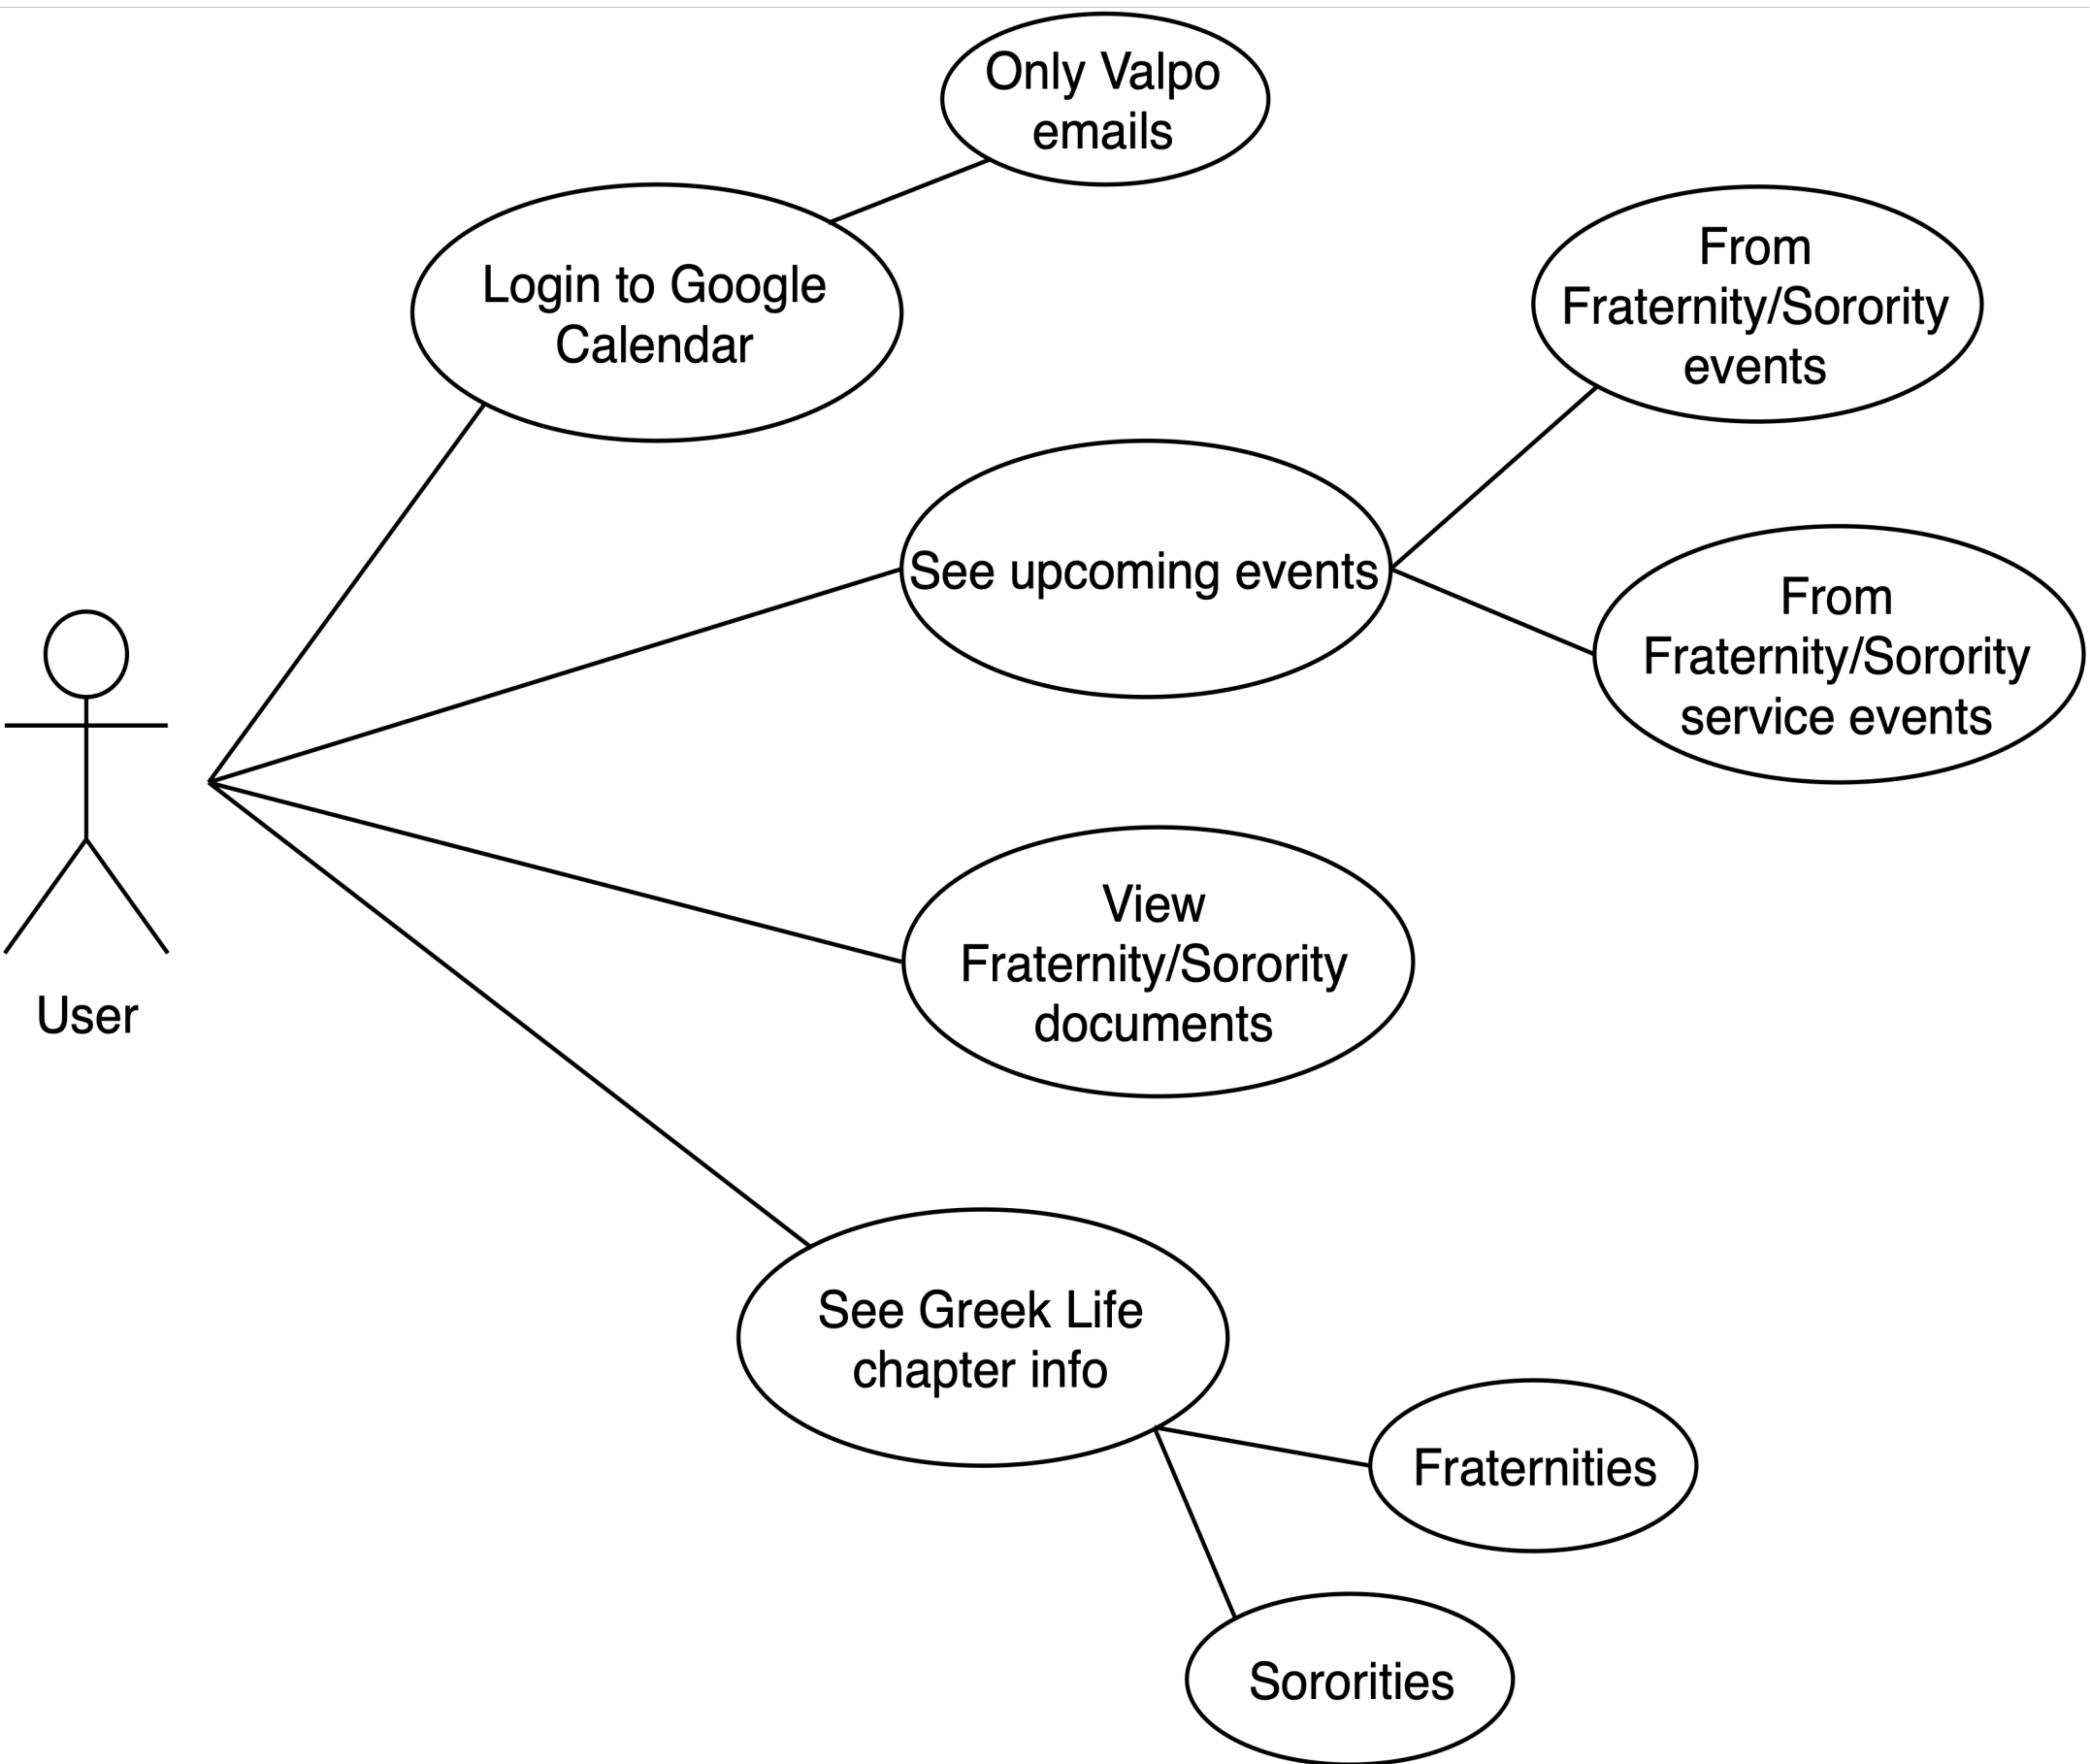 Only Valpo
emails
Login to Google
Calendar
From
Fraternity/Sorority
events
See upcoming events
From
Fraternity/Sorority
service events
View
Fraternity/Sorority
documents
User
See Greek Life
chapter info
Fraternities
Sororities